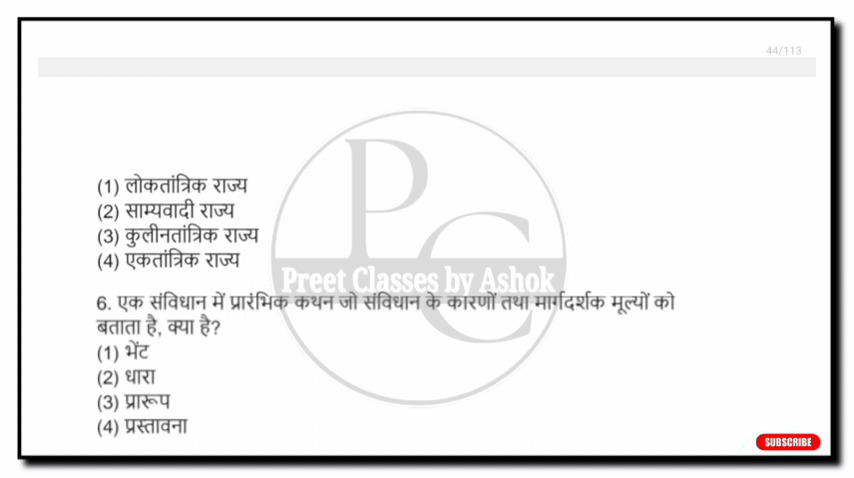 44/113
(1) लोकतांत्रिक राज्य
(2) साम्यवादी राज्य
(3) कुलीनतांत्रिक राज्य
(4) एकतांत्रिक राज्य
PC
Preet Classes by Ashok
6. एक संविधान में प्रारंभिक कथन जो संविधान के कारणों तथा मार्गदर्शक मूल्यों को
बताता है, क्या है?
(1) भेंट
(2) धारा
(3) प्रारूप
(4) प्रस्तावना
SUBSCRIBE